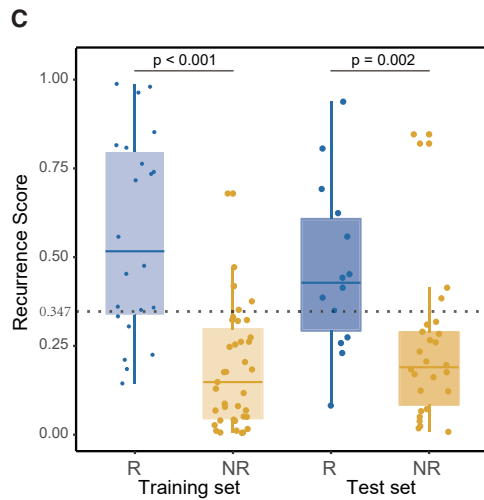 C
p < 0.001
p = 0.002
1.00
0.75
0.50
0.347
0.25
0.00
Recurrence Score
R
NR
R
NR
Training set
Test set